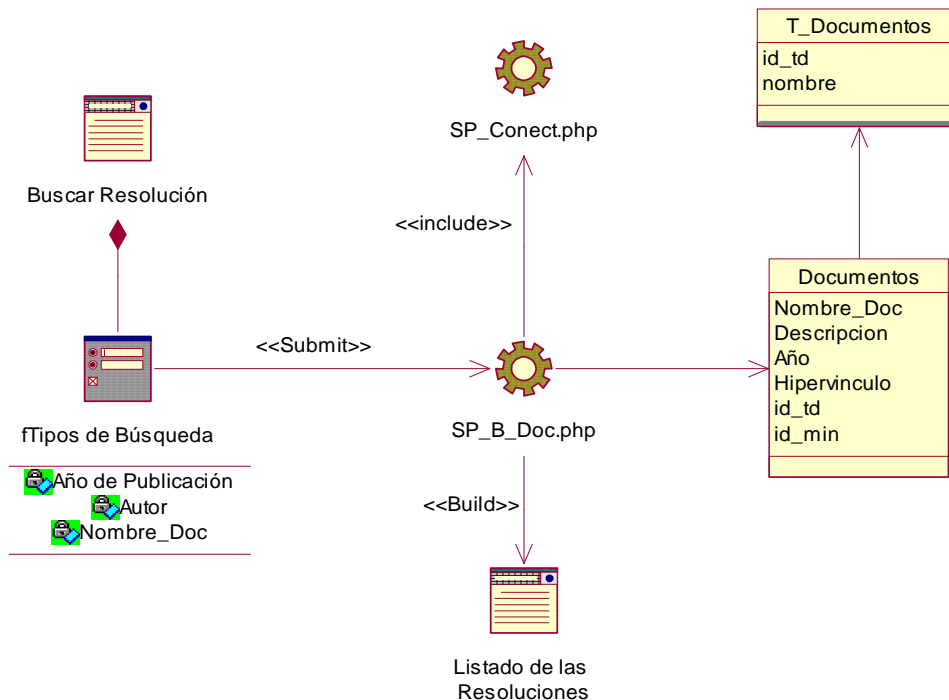 T_Documentos
id_td
nombre
SP_Conect.php
Buscar Resolución
<<include>>
Documentos
Nombre_Doc
Descripcion
Año
Hipervinculo
id_td
id_min
<<Submit>>
SP_B_Doc.php
fTipos de Búsqueda
Año de Publicación
Autor
Nombre_Doc
<<Build>>
Listado de las
Resoluciones